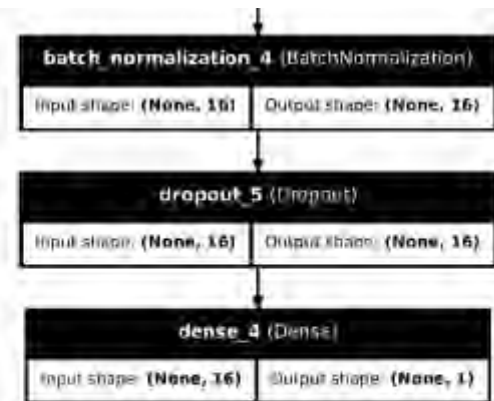 batch_normalization_4 (BatchNormalization)
Input shape: (None, 16) Output shape: (None, 16)
dropout_5 (Dropout)
Input shape: (None, 16) Output shape: (None, 16)
dense_4 (Dense)
Input shape: (None, 16) Output shape: (None, 1)